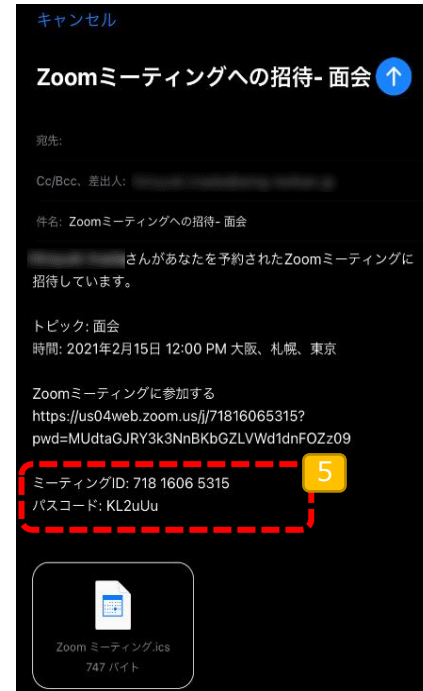 キャンセル
Zoomミーティングへの招待- 面会
宛先:
Cc/Bcc、差出人:
件名: Zoomミーティングへの招待- 面会
さんがあなたを予約されたZoomミーティングに
招待しています。
トピック: 面会
時間: 2021年2月15日 12:00 PM 大阪、札幌、東京
Zoomミーティングに参加する
https://us04web.zoom.us/j/71816065315?
pwd=MUdtaGJRY3k3NnBKbGZLVWd1dnFOZz09
5
ミーティングID: 718 1606 5315
パスコード: KL2uUu
Zoom ミーティング.ics
747 バイト